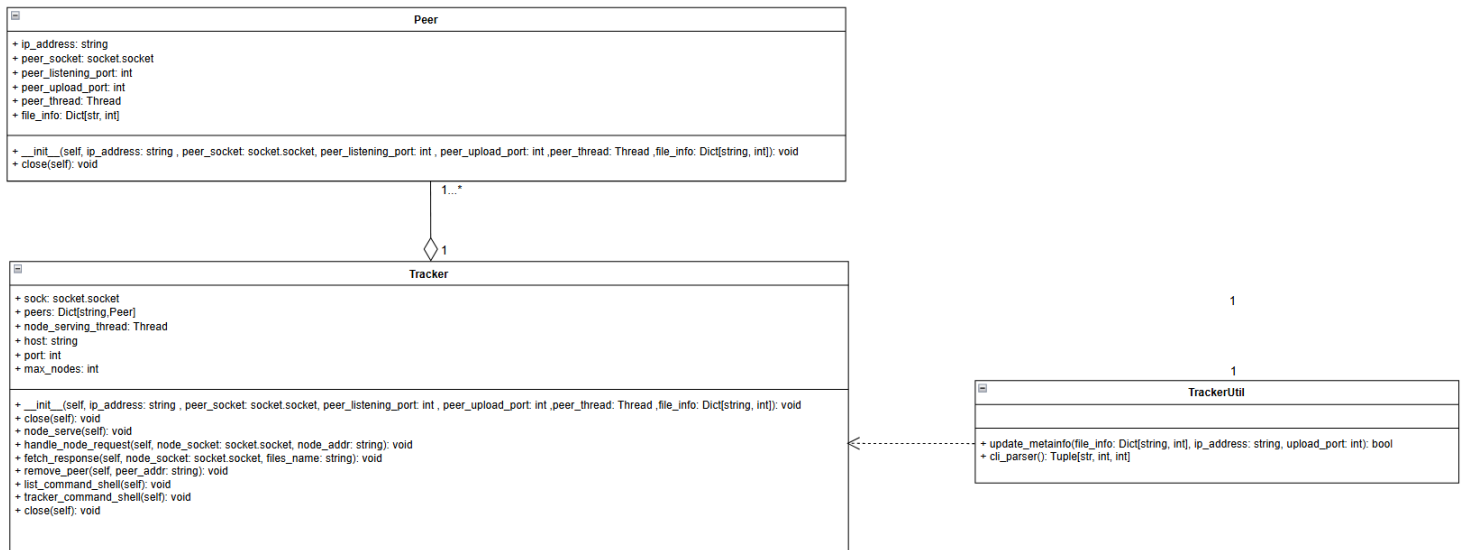 Peer
+ ip_address: string
+ peer_socket: socket.socket
+ peer_listening_port: int
+ peer_upload_port: int
+ peer_thread: Thread
+ file_info: Dict[str, int]
+ __init__(self, ip_address: string , peer_socket: socket.socket, peer_listening_port: int , peer_upload_port: int ,peer_thread: Thread ,file_info: Dict[string, int]): void
+ close(self): void
1...*
1
Tracker
+ sock: socket.socket
+ peers: Dict[string,Peer]
+ node_serving_thread: Thread
+ host: string
+ port: int
+ max_nodes: int
+ __init__(self, ip_address: string , peer_socket: socket.socket, peer_listening_port: int , peer_upload_port: int ,peer_thread: Thread ,file_info: Dict[string, int]): void
+ close(self): void
+ node_serve(self): void
+ handle_node_request(self, node_socket: socket.socket, node_addr: string): void
+ fetch_response(self, node_socket: socket.socket, files_name: string): void
+ remove_peer(self, peer_addr: string): void
+ list_command_shell(self): void
+ tracker_command_shell(self): void
+ close(self): void
1
1
TrackerUtil
+ update_metainfo(file_info: Dict[string, int], ip_address: string, upload_port: int): bool
+ cli_parser(): Tuple[str, int, int]